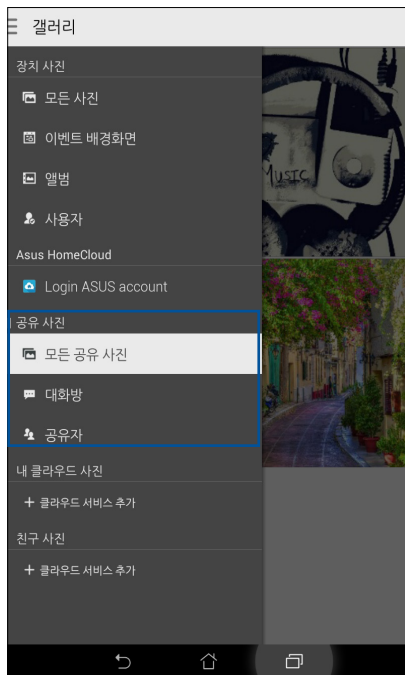 갤러리
장치 사진
모든 사진
이벤트 배경화면
앨범
사용자
Asus HomeCloud
Login ASUS account
공유 사진
모든 공유 사진
대화방
공유자
내 클라우드 사진
+ 클라우드 서비스 추가
친구 사진
+ 클라우드 서비스 추가
MUSIC